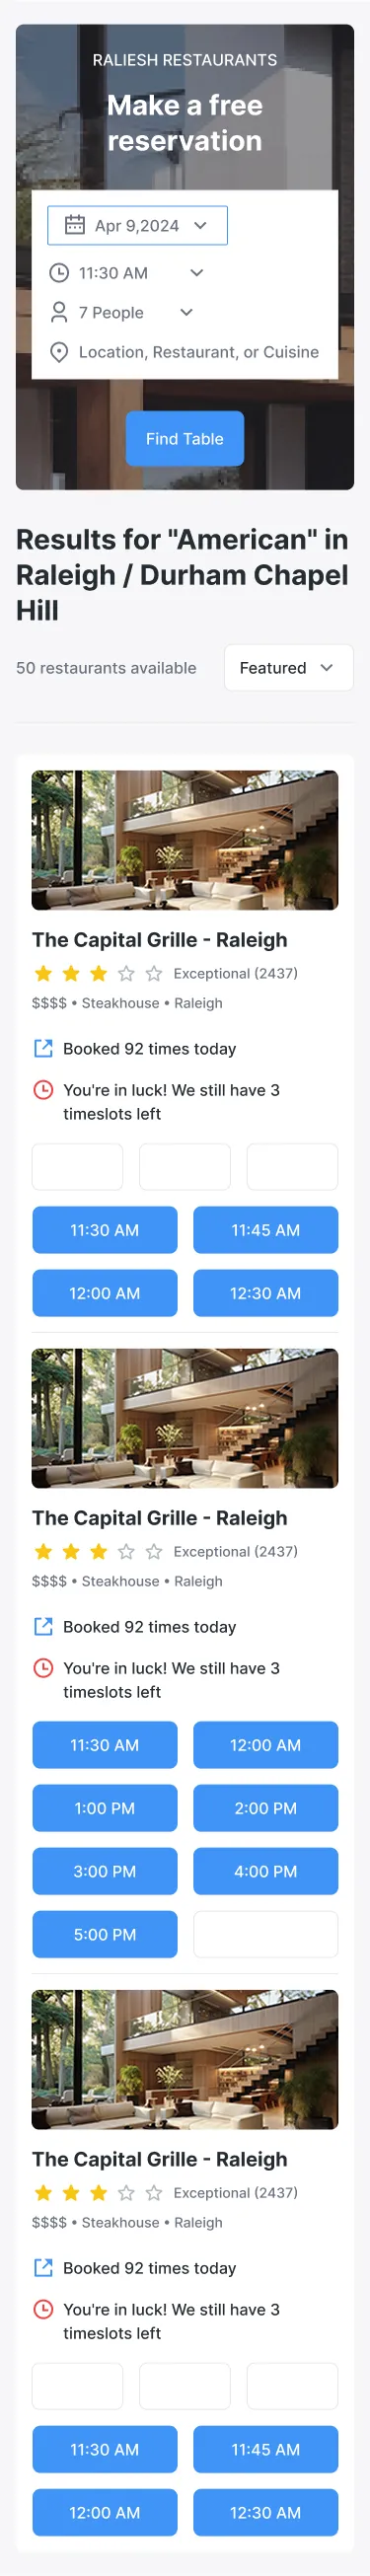 RALIESH RESTAURANTS
Make a free
reservation
Apr 9,2024
11:30 AM
7 People
Location, Restaurant, or Cuisine
Find Table
Results for "American" in
Raleigh / Durham Chapel
Hill
50 restaurants available
Featured
The Capital Grille - Raleigh
Exceptional (2437)
$$$$ • Steakhouse • Raleigh
Booked 92 times today
You're in luck! We still have 3
timeslots left
11:30 AM
11:45 AM
12:00 AM
12:30 AM
The Capital Grille - Raleigh
Exceptional (2437)
$$$$ • Steakhouse • Raleigh
Booked 92 times today
You're in luck! We still have 3
timeslots left
11:30 AM
12:00 AM
1:00 PM
2:00 PM
3:00 PM
4:00 PM
5:00 PM
The Capital Grille - Raleigh
Exceptional (2437)
$$$$ • Steakhouse • Raleigh
Booked 92 times today
You're in luck! We still have 3
timeslots left
11:30 AM
11:45 AM
12:00 AM
12:30 AM